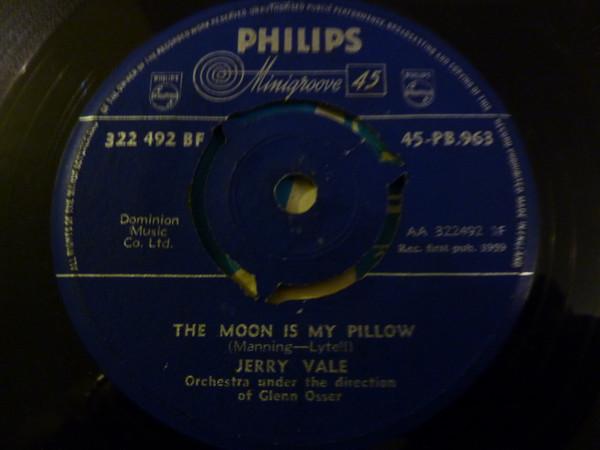 PHILIPS
Minigroove 45
PHILIPS
PHILIPS
322 492 BF
45-PB.963
Dominion
Music
Co. Ltd.
AA 322492 1F
Rec. first pub. 1959
THE MOON IS MY PILLOW
(Manning—Lytell)
JERRY VALE
Orchestra under the direction
of Glenn Osser